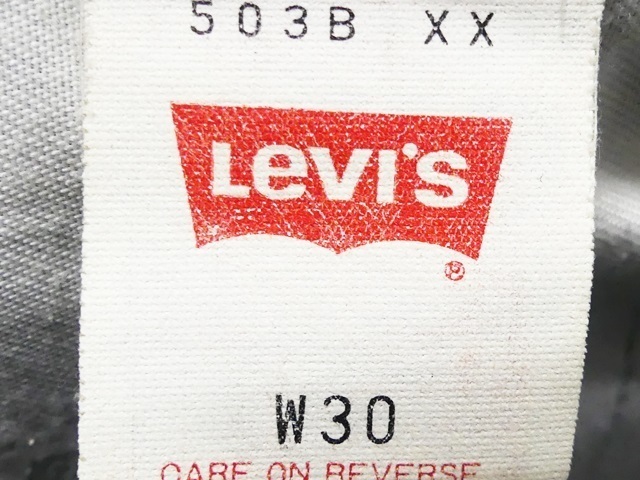 503B XX
Levi's
®
W30
CARE ON REVERSE